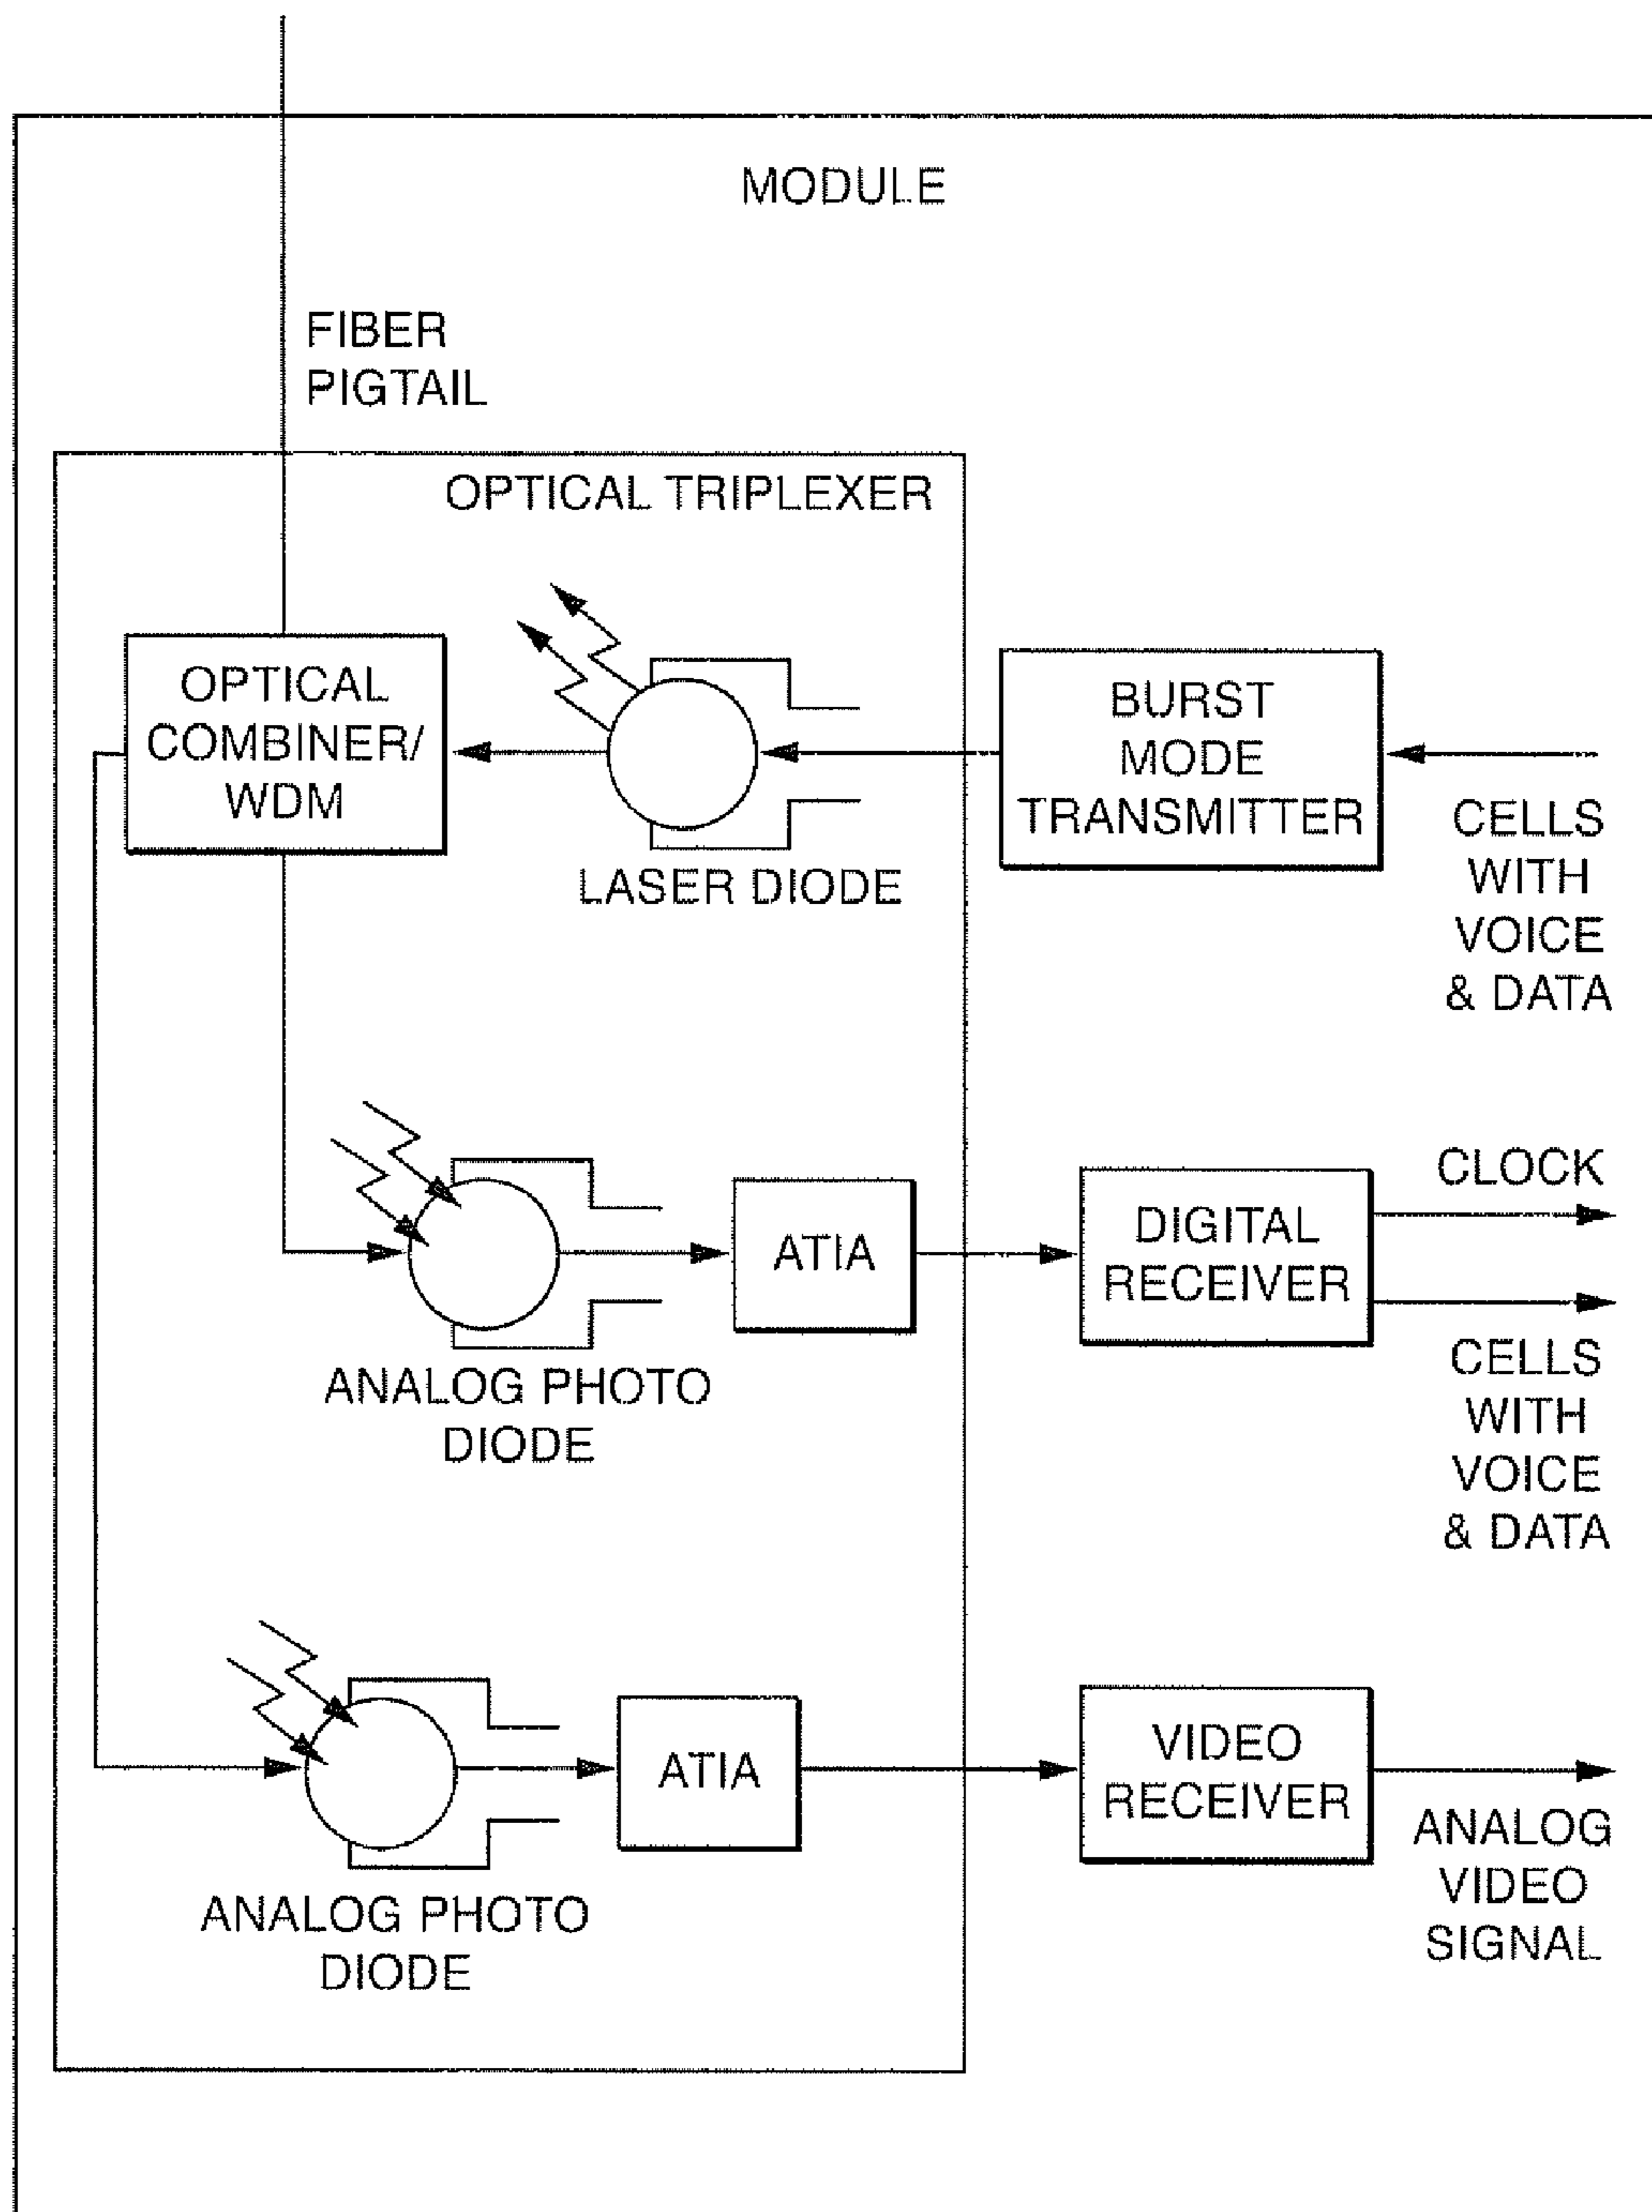 MODULE
FIBER
PIGTAIL
OPTICAL TRIPLEXER
OPTICAL
COMBINER/
WDM
LASER DIODE
BURST
MODE
TRANSMITTER
CELLS
WITH
VOICE
& DATA
ANALOG PHOTO
DIODE
ATIA
DIGITAL
RECEIVER
CLOCK
CELLS
WITH
VOICE
& DATA
ANALOG PHOTO
DIODE
ATIA
VIDEO
RECEIVER
ANALOG
VIDEO
SIGNAL